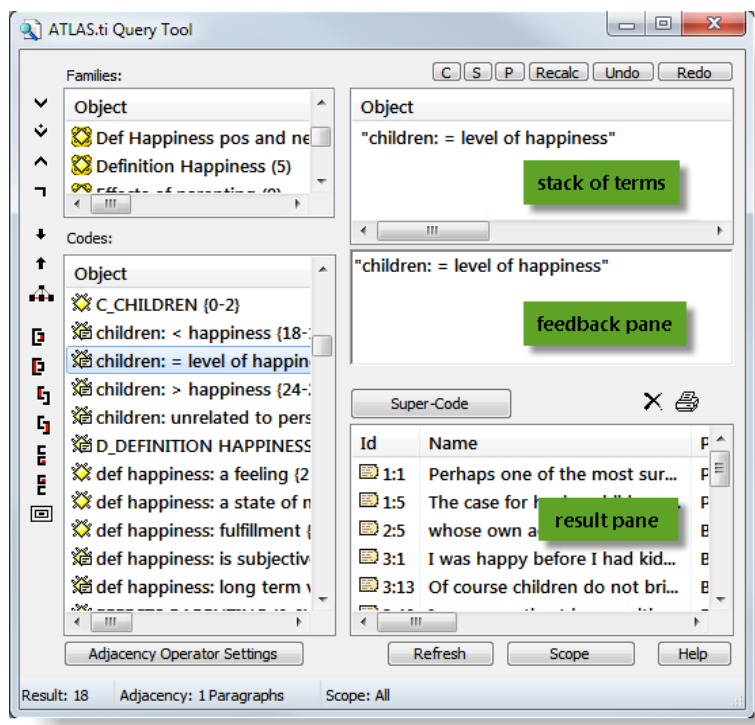 ATLAS.ti Query Tool
Families:
C S P Recalc Undo Redo
Object
Def Happiness pos and ne
Definition Happiness (5)
Effects of parenting
Object
"children: = level of happiness"
stack of terms
Codes:
Object
C_CHILDREN {0-2}
children: < happiness {18-
children: = level of happin
children: > happiness {24-
children: unrelated to pers
D_DEFINITION HAPPINESS
def happiness: a feeling {2
def happiness: a state of
def happiness: fulfillment {
def happiness: is subjectiv
def happiness: long term
"children: = level of happiness"
feedback pane
Super-Code
Id Name P
1:1 Perhaps one of the most sur... P
1:5 The case for P
2:5 whose own B
3:1 I was happy before I had kid... B
3:13 Of course children do not bri... B
result pane
Adjacency Operator Settings
Refresh Scope Help
Result: 18 Adjacency: 1 Paragraphs Scope: All